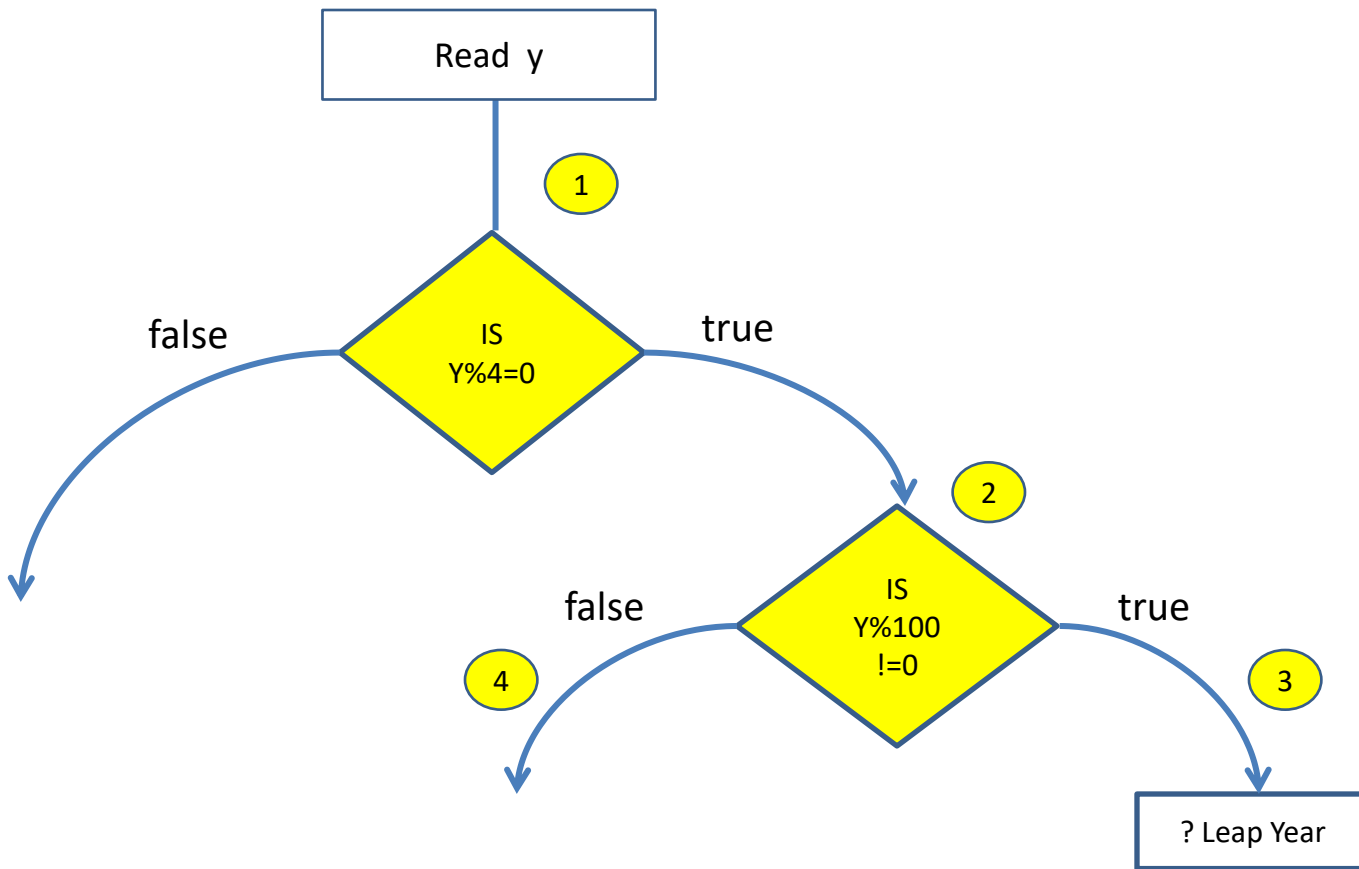 Read y
1
false
IS
Y%4=0
true
2
false
IS
Y%100
!=0
true
4
3
? Leap Year